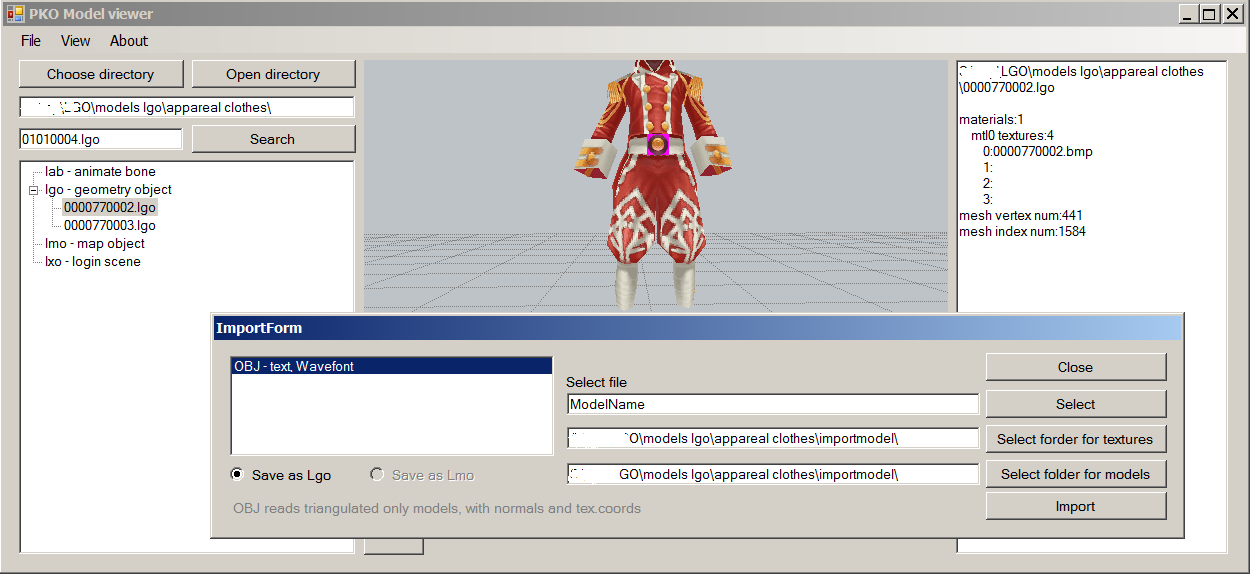 PKO Model viewer
File View About
Choose directory
Open directory
\LGO\models lgo\appareal clothes\
01010004.lgo
Search
lab - animate bone
lgo - geometry object
0000770002.lgo
0000770003.lgo
lmo - map object
lxo - login scene
LGO\models lgo\appareal clothes
\0000770002.lgo
materials:1
mtl0 textures:4
0:0000770002.bmp
1:
2:
3:
mesh vertex num:441
mesh index num:1584
ImportForm
OBJ - text, Wavefont
Save as Lgo
Save as Lmo
OBJ reads triangulated only models, with normals and tex.coords
Select file
ModelName
O\models lgo\appareal clothes\importmodel\
GO\models lgo\appareal clothes\importmodel\
Close
Select
Select forder for textures
Select folder for models
Import